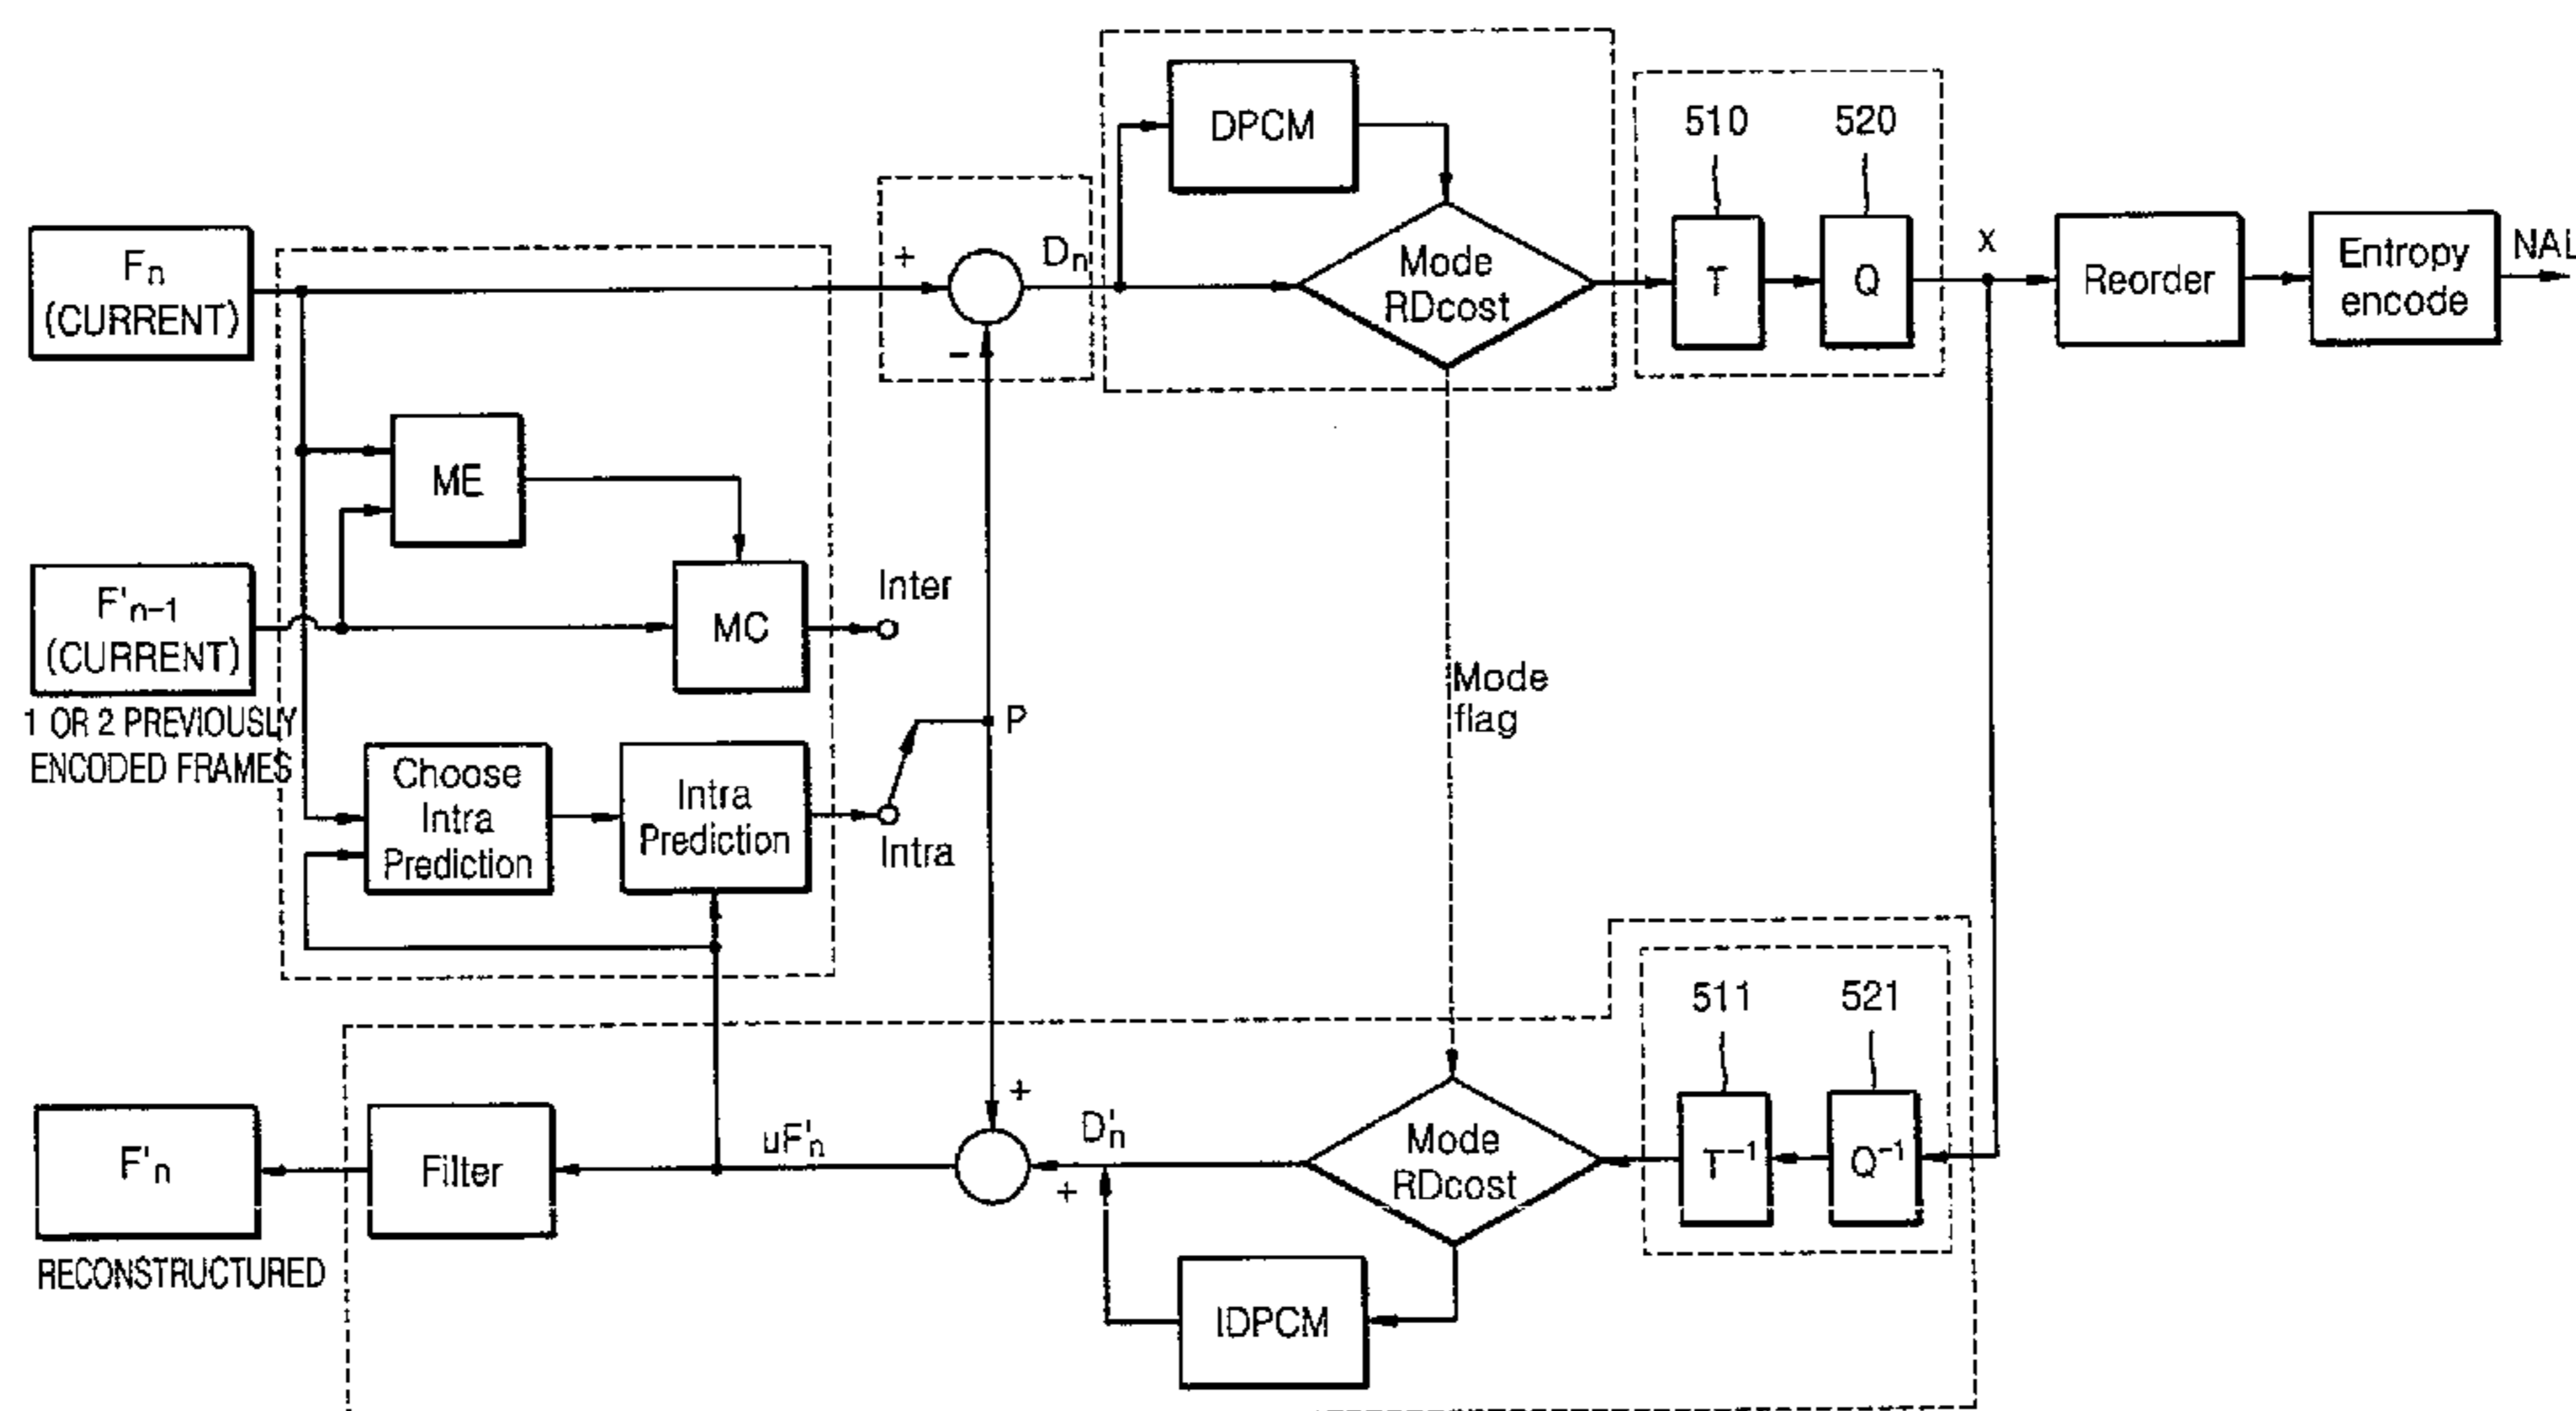 DPCM
510
520
Fn
(CURRENT)
+
Dn
Mode
RDcost
T
Q
x
Reorder
Entropy
encode
NAL
-
ME
F'n-1
(CURRENT)
1 OR 2 PREVIOUSLY
ENCODED FRAMES
MC
Inter
Mode
flag
P
Choose
Intra
Prediction
Intra
Prediction
Intra
511
521
F'n
RECONSTRUCTURED
Filter
uF'n
+
+
D'n
Mode
RDcost
T-1
Q-1
IDPCM